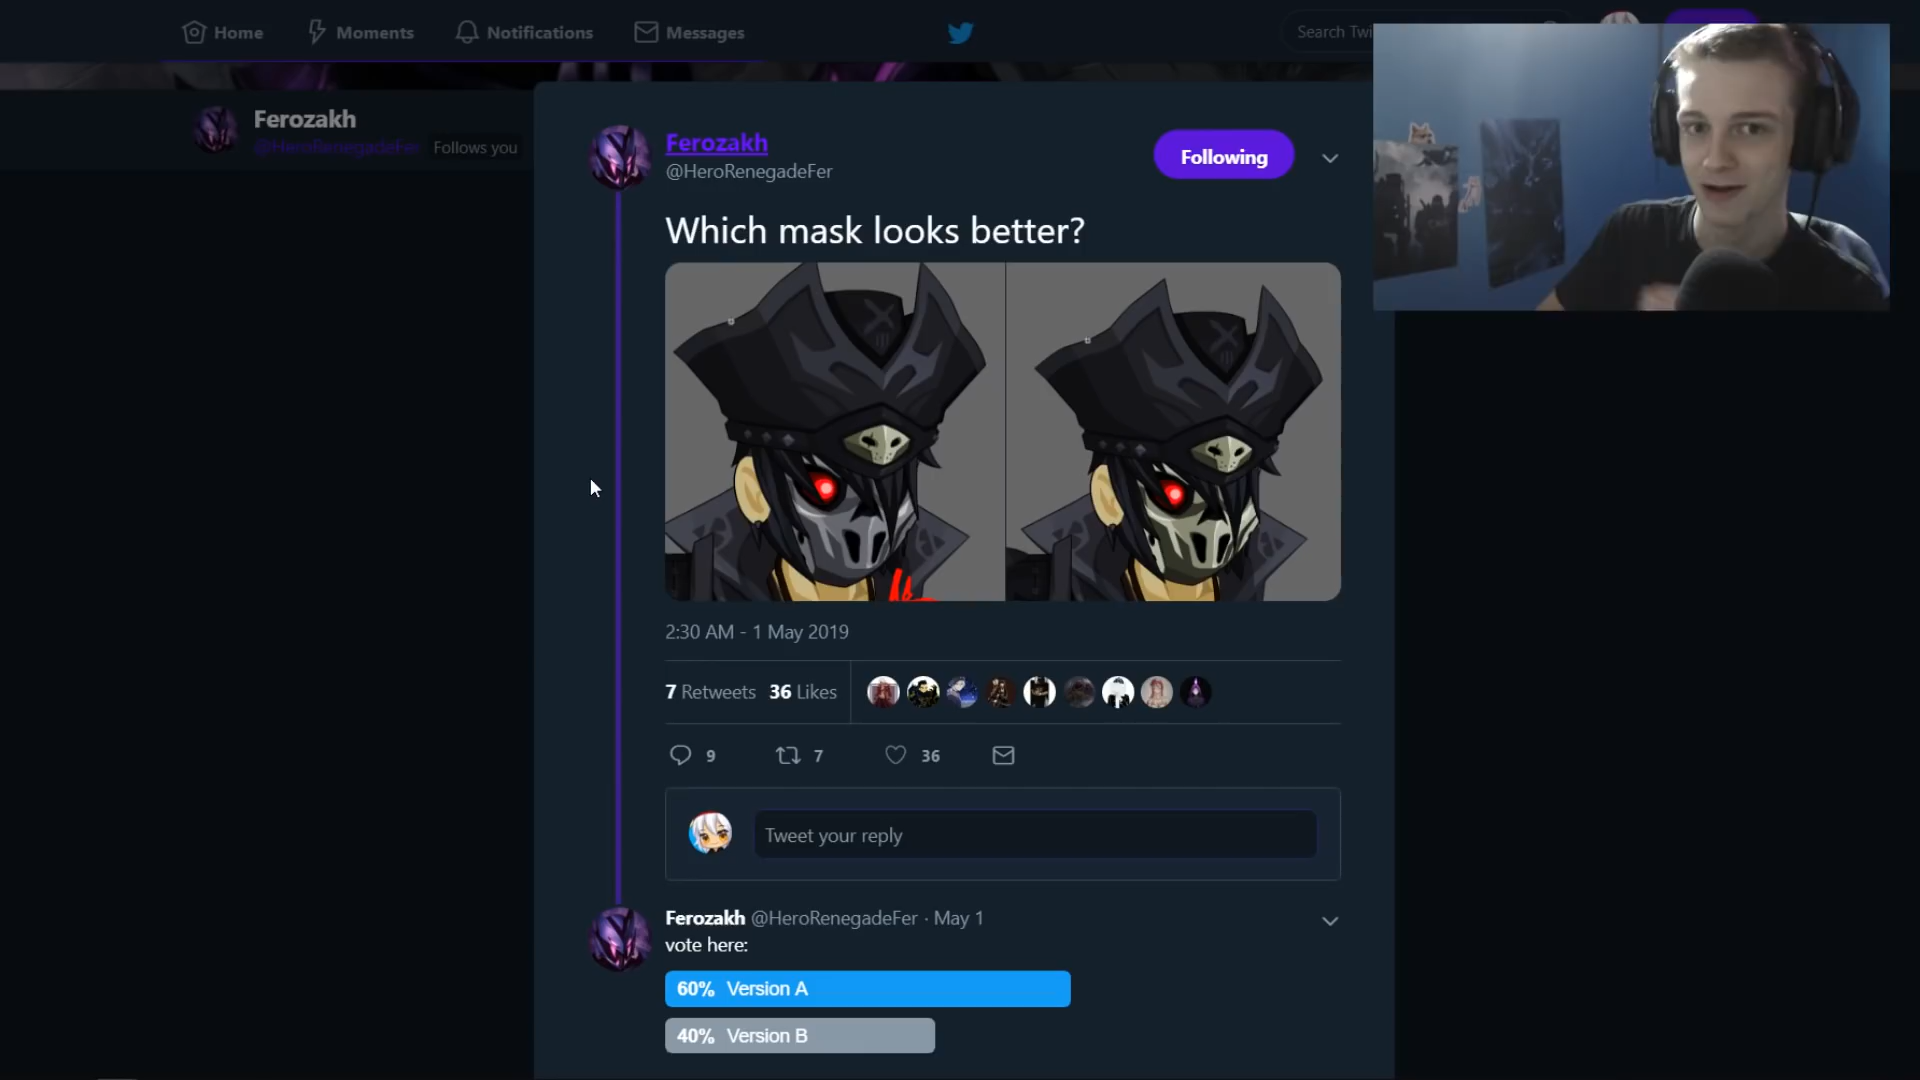 Home
Moments
Notifications
Messages
Search Twi
Ferozakh
@HeroRenegadeFer
Follows you
Ferozakh
@HeroRenegadeFer
Following
Which mask looks better?
2:30 AM - 1 May 2019
7 Retweets 36 Likes
9
7
36
Tweet your reply
Ferozakh @HeroRenegadeFer · May 1
vote here:
60% Version A
40% Version B